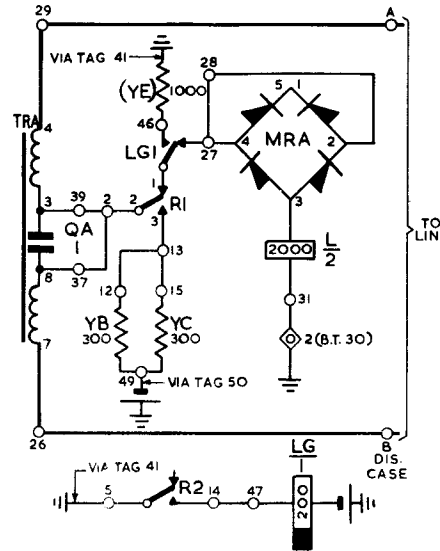 29
A
VIA TAG 41
28
(YE) 1000
5 1
TRA
4
46
LG1
27
4 MRA 2
1
3
39 2 2
R1
3
3
QA
1
TO
LIN
L
2
2000
13
8
37
12 15
31
YB
300
YC
300
2 (B.T. 30)
7
49
VIA TAG 50
26
B
DIS.
CASE
LG
1
VIA TAG 41
5
R2
14 47
200